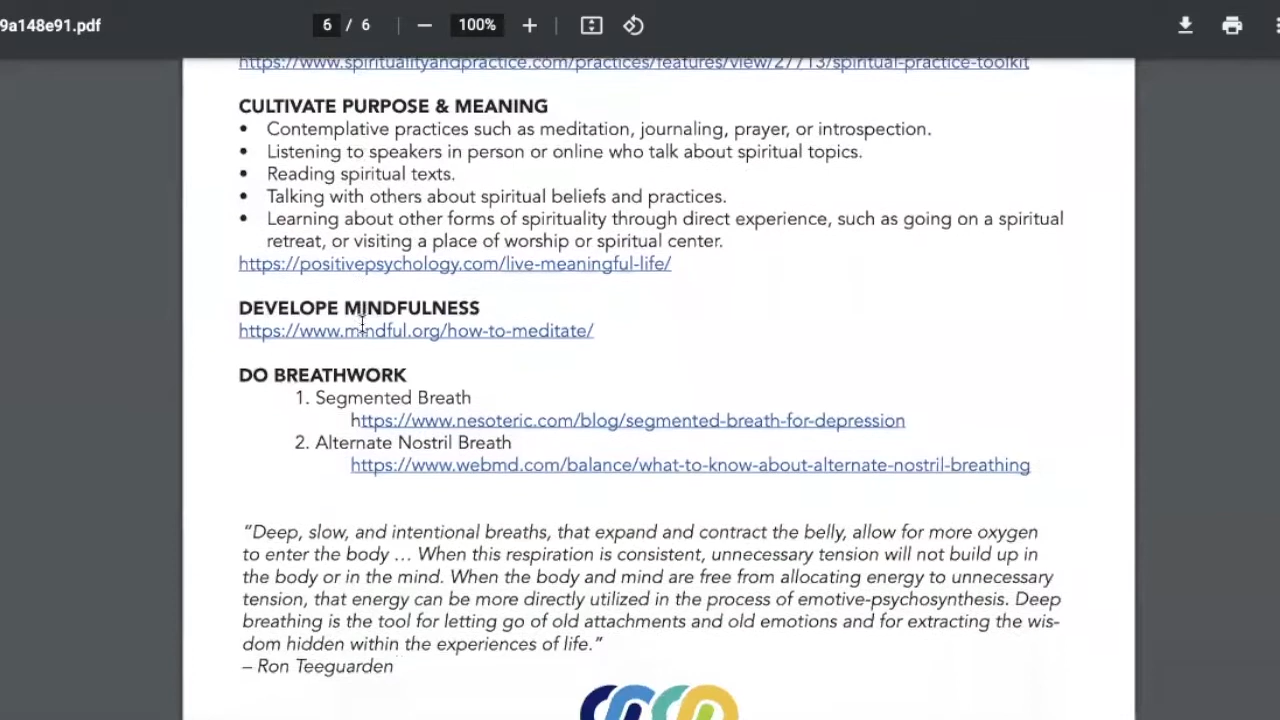 9a148e91.pdf
6 / 6
100%
https://www.spiritualityandpractice.com/practices/features/view/27713/spiritual-practice-toolkit
CULTIVATE PURPOSE & MEANING
• Contemplative practices such as meditation, journaling, prayer, or introspection.
• Listening to speakers in person or online who talk about spiritual topics.
• Reading spiritual texts.
• Talking with others about spiritual beliefs and practices.
• Learning about other forms of spirituality through direct experience, such as going on a spiritual
retreat, or visiting a place of worship or spiritual center.
https://positivepsychology.com/live-meaningful-life/
DEVELOPE MINDFULNESS
https://www.mindful.org/how-to-meditate/
DO BREATHWORK
1. Segmented Breath
https://www.nesoteric.com/blog/segmented-breath-for-depression
2. Alternate Nostril Breath
https://www.webmd.com/balance/what-to-know-about-alternate-nostril-breathing
“Deep, slow, and intentional breaths, that expand and contract the belly, allow for more oxygen
to enter the body … When this respiration is consistent, unnecessary tension will not build up in
the body or in the mind. When the body and mind are free from allocating energy to unnecessary
tension, that energy can be more directly utilized in the process of emotive-psychosynthesis. Deep
breathing is the tool for letting go of old attachments and old emotions and for extracting the wis-
dom hidden within the experiences of life.”
– Ron Teeguarden